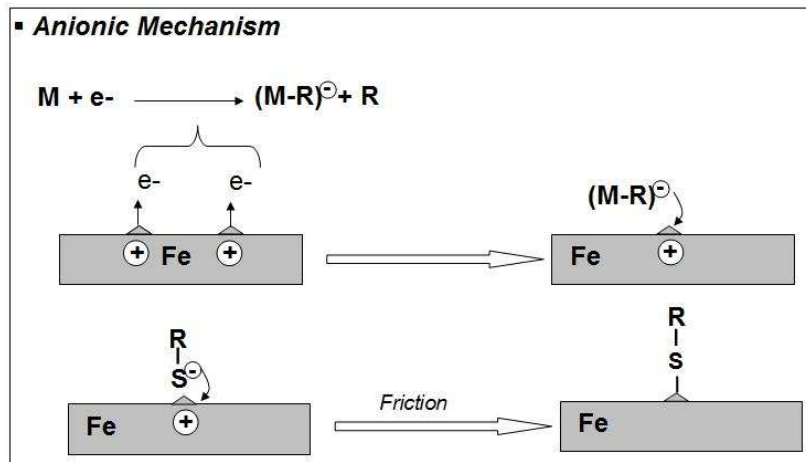 ▪ Anionic Mechanism
M + e- ⟶ (M-R)⊖ + R
e- e-
(M-R)⊖
⊕ Fe ⊕
Fe ⊕
R
S⊖
Fe ⊕
Friction
R
S
Fe